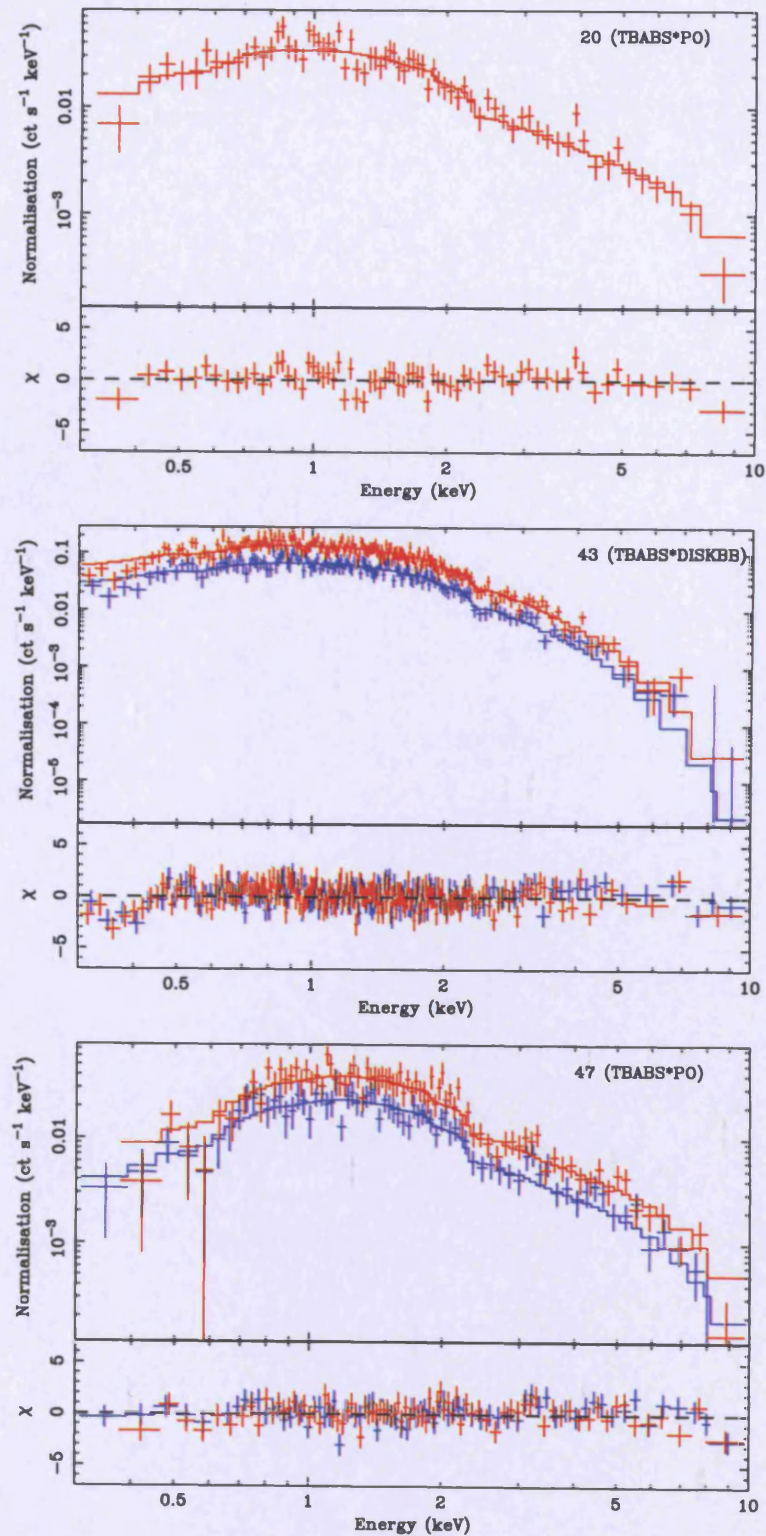 20 (TBABS*PO)
Normalisation (ct s⁻¹ keV⁻¹)
0.01
10⁻³
χ
5
0
−5
0.5 1 2 5 10
Energy (keV)
43 (TBABS*DISKBB)
Normalisation (ct s⁻¹ keV⁻¹)
0.1
0.01
10⁻³
10⁻⁴
10⁻⁵
χ
5
0
−5
0.5 1 2 5 10
Energy (keV)
47 (TBABS*PO)
Normalisation (ct s⁻¹ keV⁻¹)
0.01
10⁻³
χ
5
0
−5
0.5 1 2 5 10
Energy (keV)